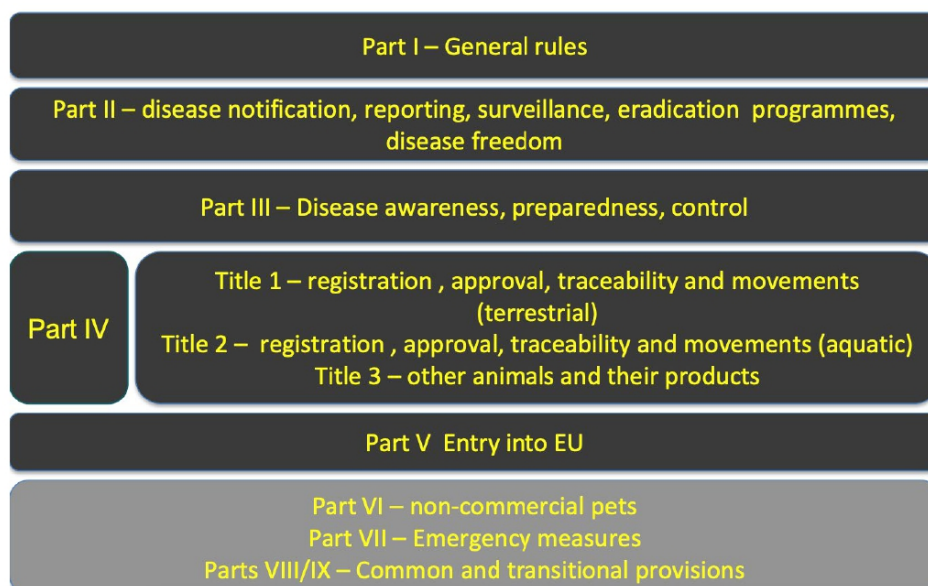 Part I – General rules
Part II – disease notification, reporting, surveillance, eradication programmes,
disease freedom
Part III – Disease awareness, preparedness, control
Part IV
Title 1 – registration , approval, traceability and movements
(terrestrial)
Title 2 – registration , approval, traceability and movements (aquatic)
Title 3 – other animals and their products
Part V Entry into EU
Part VI – non-commercial pets
Part VII – Emergency measures
Parts VIII/IX – Common and transitional provisions